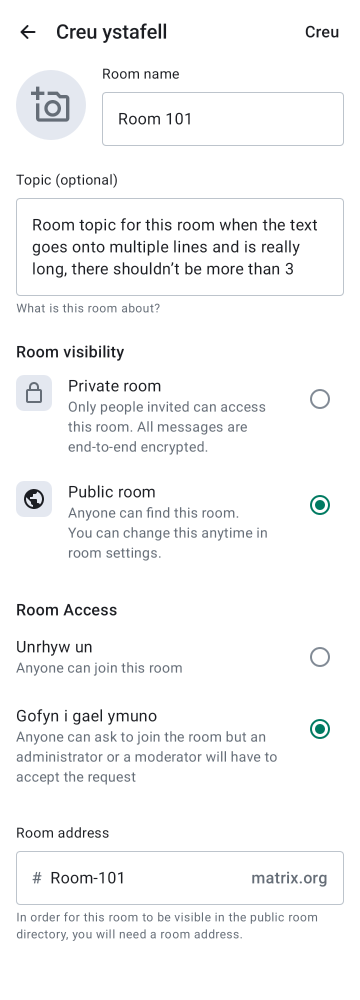 Creu ystafell
Creu
Room name
Room 101
Topic (optional)
Room topic for this room when the text
goes onto multiple lines and is really
long, there shouldn’t be more than 3
What is this room about?
Room visibility
Private room
Only people invited can access
this room. All messages are
end-to-end encrypted.
Public room
Anyone can find this room.
You can change this anytime in
room settings.
Room Access
Unrhyw un
Anyone can join this room
Gofyn i gael ymuno
Anyone can ask to join the room but an
administrator or a moderator will have to
accept the request
Room address
# Room-101 matrix.org
In order for this room to be visible in the public room
directory, you will need a room address.